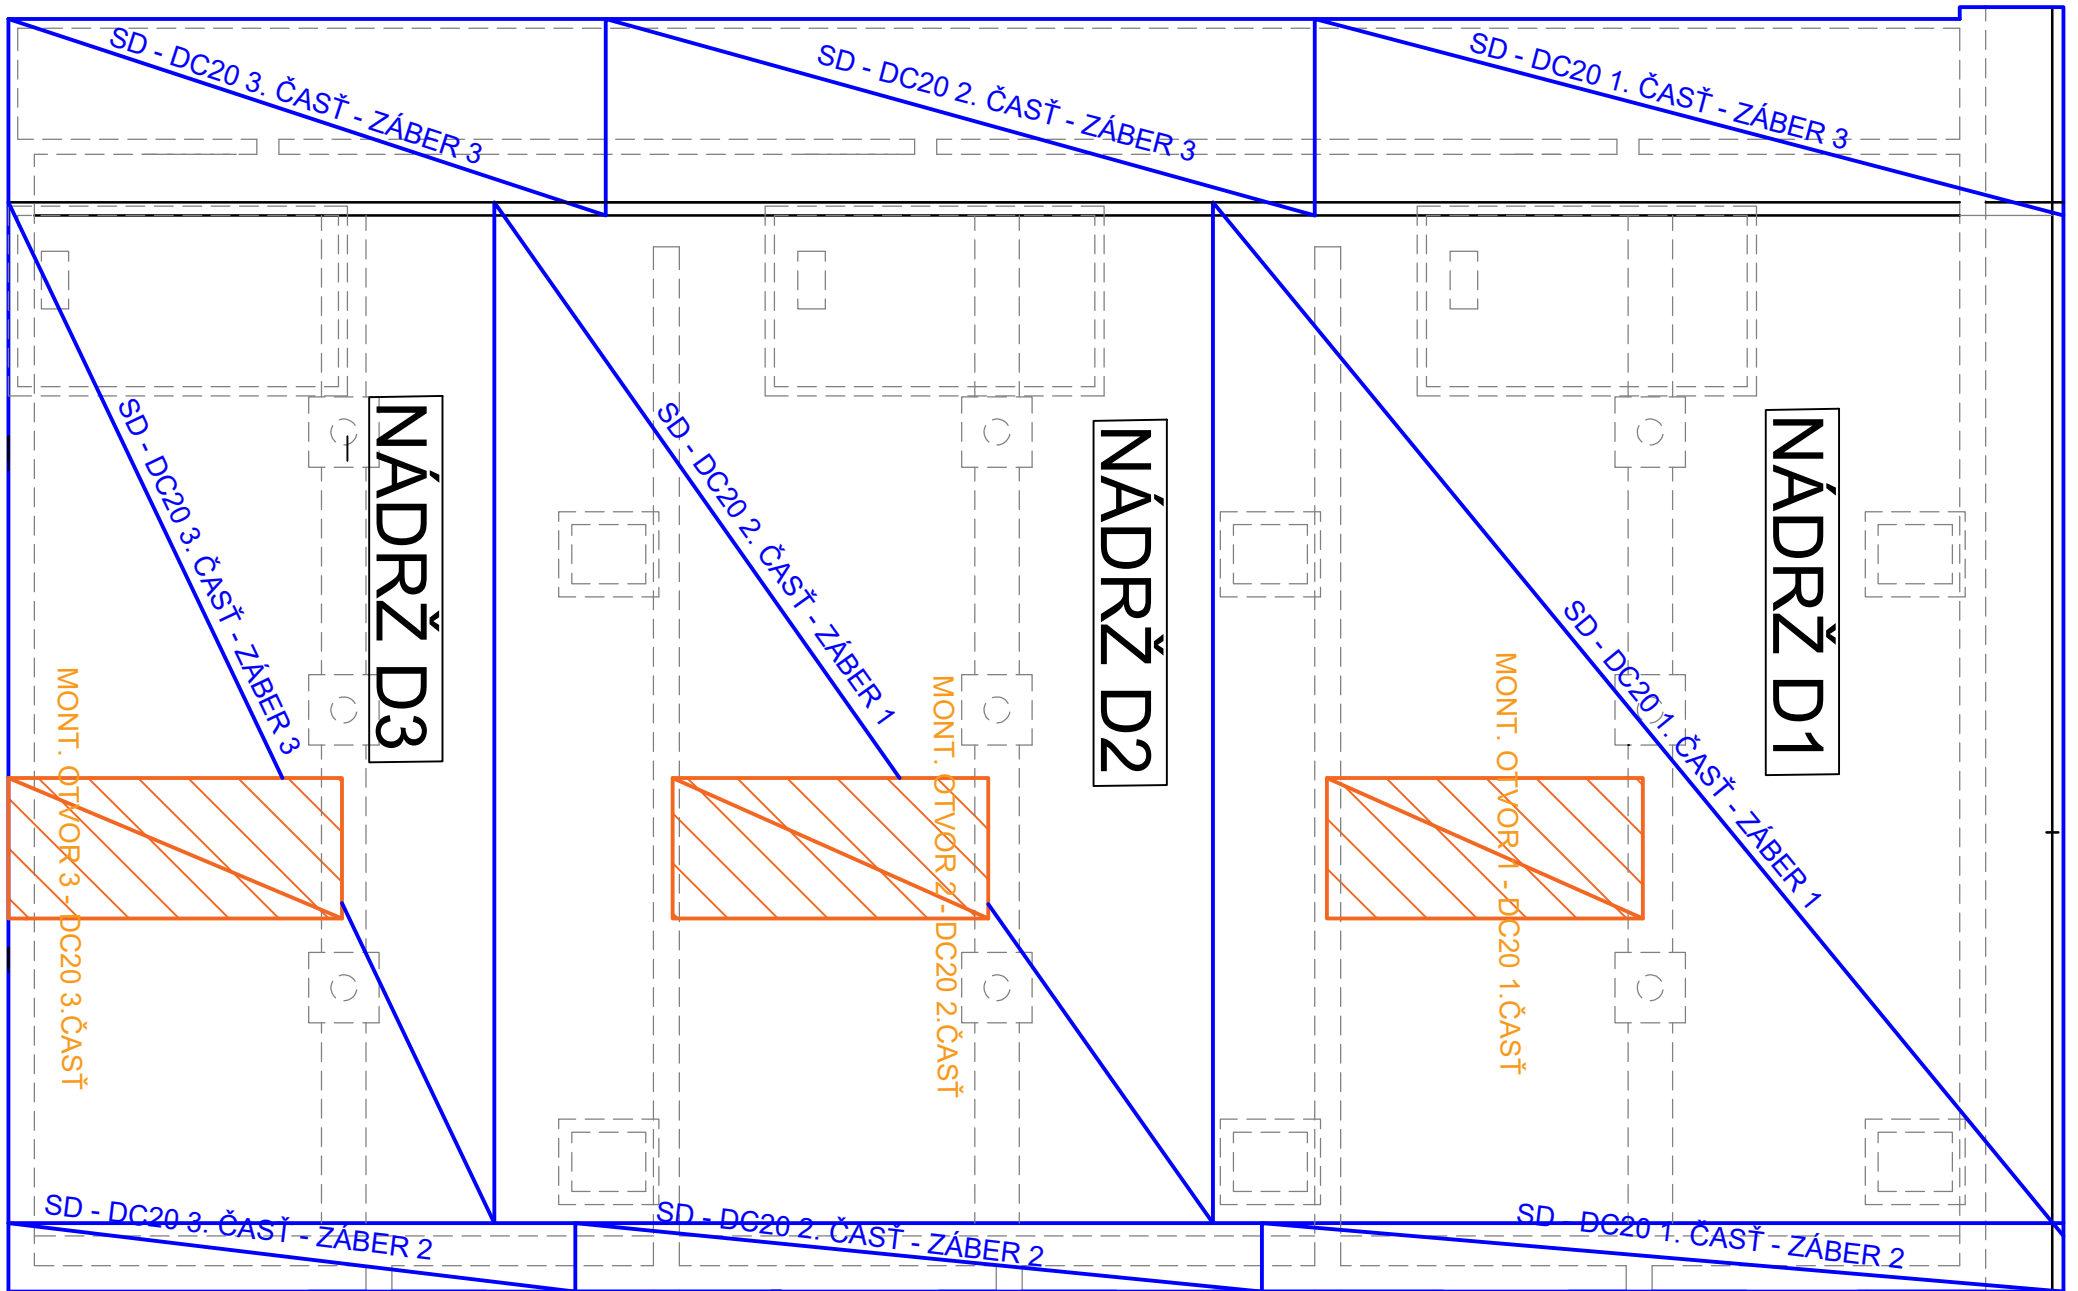 SD - DC20 3. ČASŤ - ZÁBER 3
SD - DC20 2. ČASŤ - ZÁBER 3
SD - DC20 1. ČASŤ - ZÁBER 3
SD - DC20 3. ČASŤ - ZÁBER 3
NÁDRŽ D3
SD - DC20 2. ČASŤ - ZÁBER 1
NÁDRŽ D2
SD - DC20 1. ČASŤ - ZÁBER 1
NÁDRŽ D1
MONT. OTVOR 3 - DC20 3.ČASŤ
MONT. OTVOR 2 - DC20 2.ČASŤ
MONT. OTVOR 1 - DC20 1.ČASŤ
SD - DC20 3. ČASŤ - ZÁBER 2
SD - DC20 2. ČASŤ - ZÁBER 2
SD - DC20 1. ČASŤ - ZÁBER 2